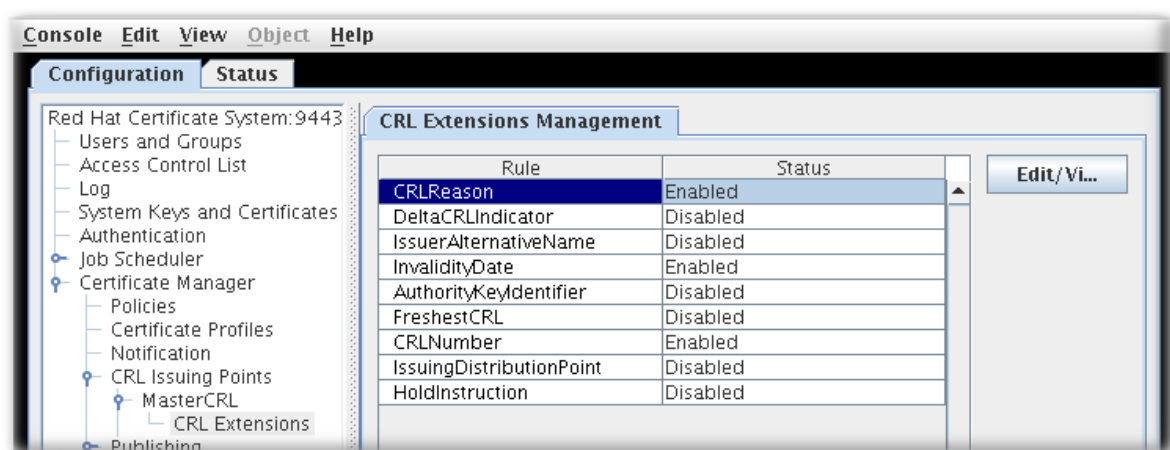 Console Edit View Object Help
Configuration Status
Red Hat Certificate System:9443
Users and Groups
Access Control List
Log
System Keys and Certificates
Authentication
Job Scheduler
Certificate Manager
Policies
Certificate Profiles
Notification
CRL Issuing Points
MasterCRL
CRL Extensions
Publishing
CRL Extensions Management
Rule Status
CRLReason Enabled
DeltaCRLIndicator Disabled
IssuerAlternativeName Disabled
InvalidityDate Enabled
AuthorityKeyIdentifier Disabled
FreshestCRL Disabled
CRLNumber Enabled
IssuingDistributionPoint Disabled
HoldInstruction Disabled
Edit/Vi...